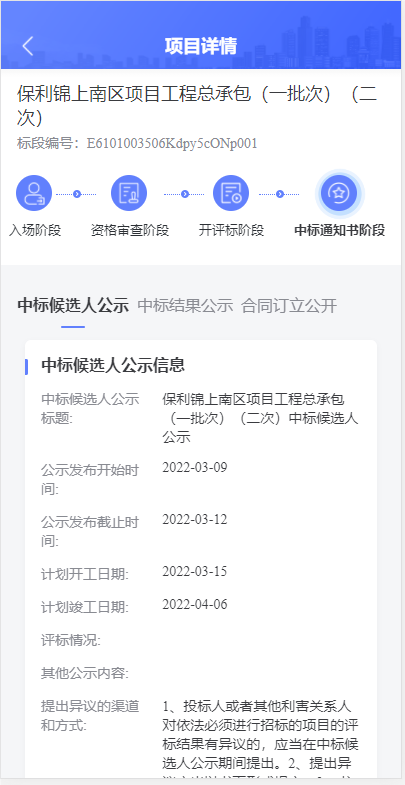 项目详情
保利锦上南区项目工程总承包（一批次）（二
次）
标段编号：E6101003506Kdpy5cONp001
入场阶段 资格审查阶段 开评标阶段 中标通知书阶段
中标候选人公示 中标结果公示 合同订立公开
中标候选人公示信息
中标候选人公示
标题:
保利锦上南区项目工程总承包
（一批次）（二次）中标候选人
公示
公示发布开始时
间:
2022-03-09
公示发布截止时
间:
2022-03-12
计划开工日期:
2022-03-15
计划竣工日期:
2022-04-06
评标情况:
其他公示内容:
提出异议的渠道
和方式:
1、投标人或者其他利害关系人
对依法必须进行招标的项目的评
标结果有异议的，应当在中标候
选人公示期间提出。2、提出异